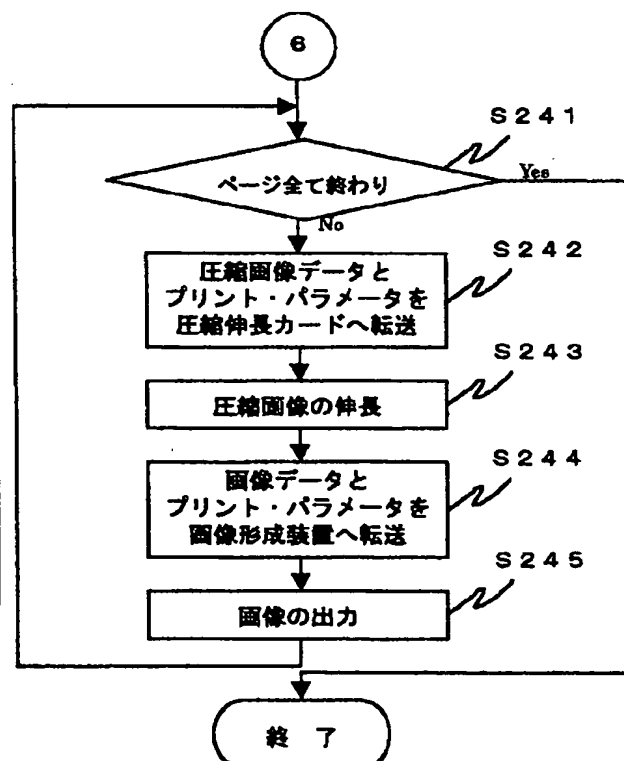 6
S241
ページ全て終わり
Yes
No
S242
圧縮画像データと
プリント・パラメータを
圧縮伸長カードへ転送
S243
圧縮画像の伸長
S244
画像データと
プリント・パラメータを
画像形成装置へ転送
S245
画像の出力
終 了